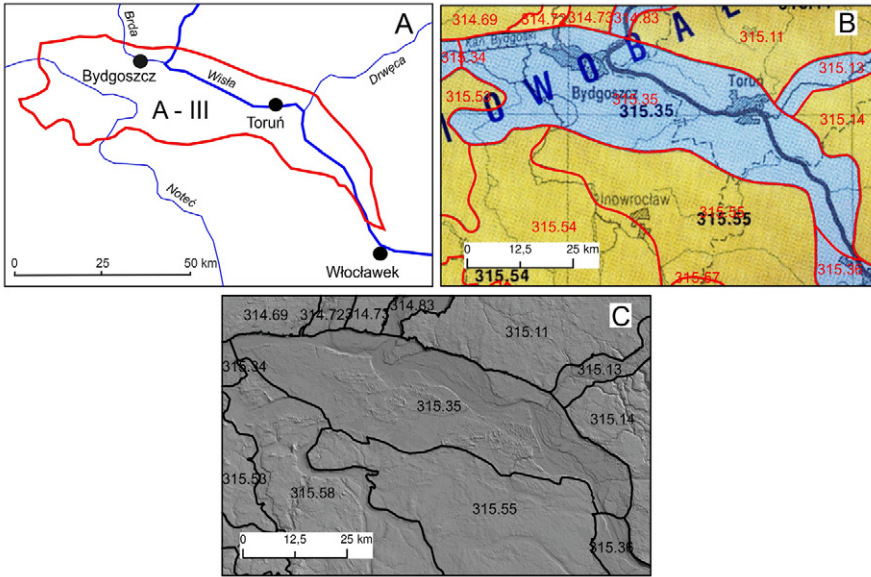 A
Brda
Bydgoszcz
Wisła
Drwęca
A - III
Toruń
Noteć
0 25 50 km
Włocławek
B
314.69 314.72 314.73 314.83
315.11
Kan. Bydgoski
315.34
315.13
Toruń
315.53
Bydgoszcz
315.35
315.35
315.14
O W O B A
Inowrocław
315.55
315.55
315.54
0 12,5 25 km
315.54
315.57
315.36
C
314.69 314.72 314.73 314.83
315.11
315.34
315.13
315.35
315.14
315.53
315.58
315.55
0 12,5 25 km
315.36